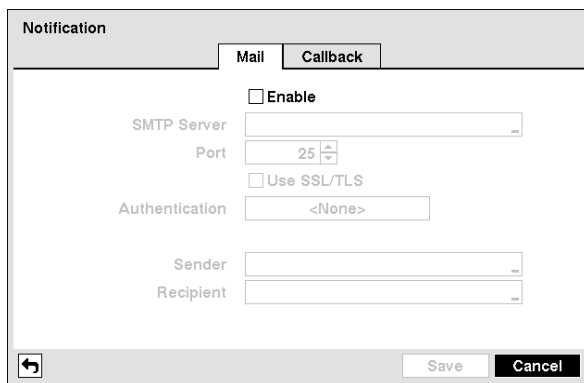 Notification
Mail Callback
Enable
SMTP Server
Port 25
Use SSL/TLS
Authentication <None>
Sender
Recipient
Save Cancel